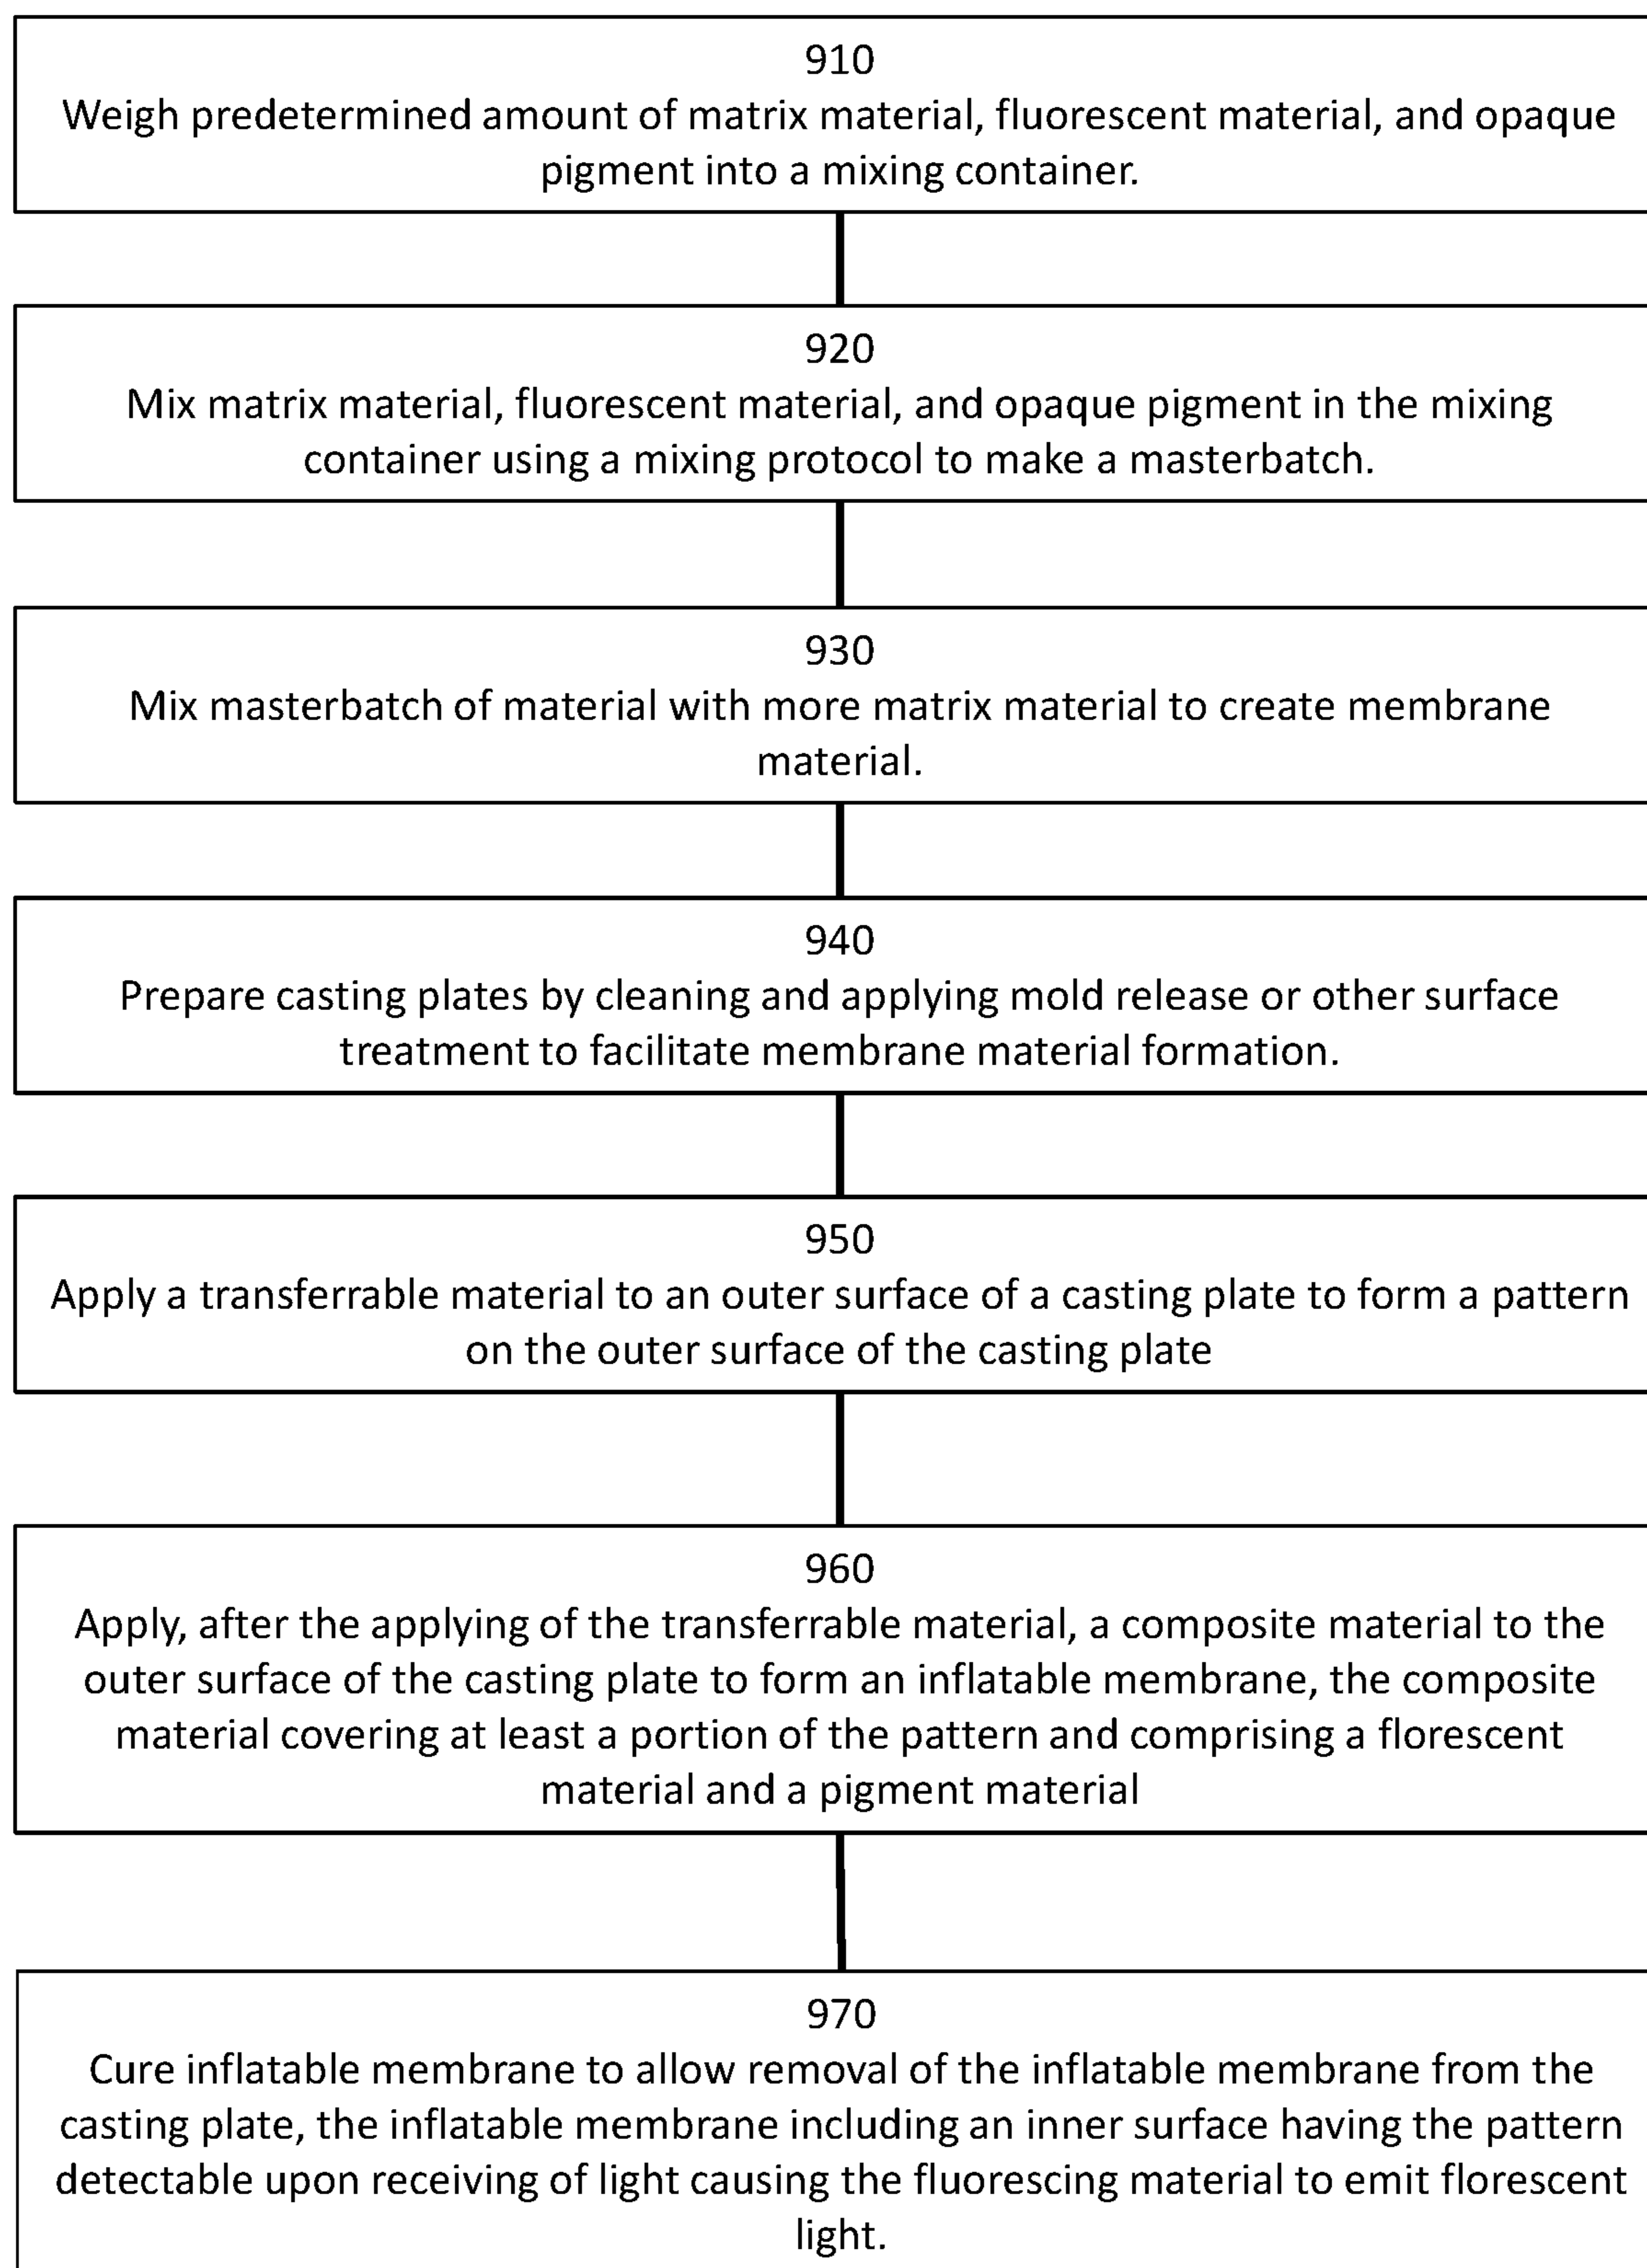 910
Weigh predetermined amount of matrix material, fluorescent material, and opaque
pigment into a mixing container.
920
Mix matrix material, fluorescent material, and opaque pigment in the mixing
container using a mixing protocol to make a masterbatch.
930
Mix masterbatch of material with more matrix material to create membrane
material.
940
Prepare casting plates by cleaning and applying mold release or other surface
treatment to facilitate membrane material formation.
950
Apply a transferrable material to an outer surface of a casting plate to form a pattern
on the outer surface of the casting plate
960
Apply, after the applying of the transferrable material, a composite material to the
outer surface of the casting plate to form an inflatable membrane, the composite
material covering at least a portion of the pattern and comprising a florescent
material and a pigment material
970
Cure inflatable membrane to allow removal of the inflatable membrane from the
casting plate, the inflatable membrane including an inner surface having the pattern
detectable upon receiving of light causing the fluorescing material to emit florescent
light.